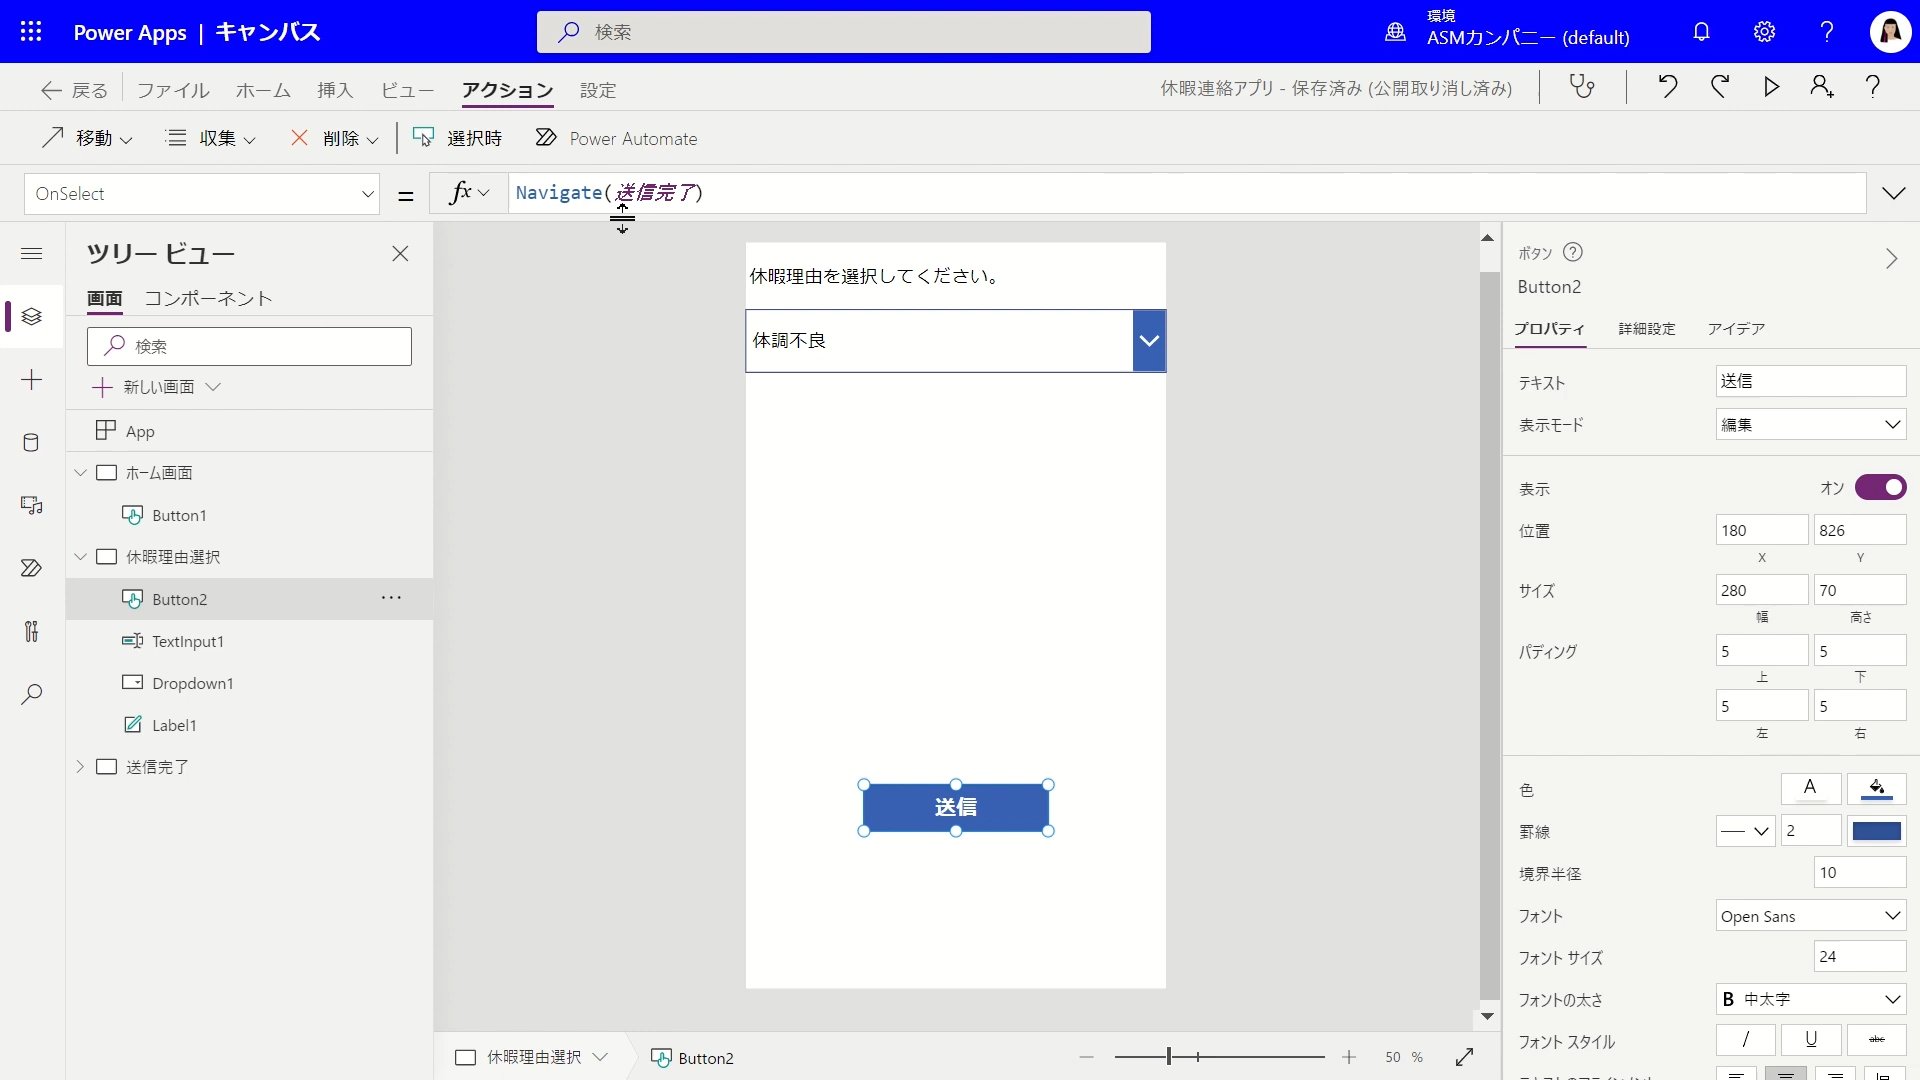 Power Apps | キャンバス
検索
環境
ASMカンパニー (default)
戻る
ファイル
ホーム
挿入
ビュー
アクション
設定
休暇連絡アプリ - 保存済み (公開取り消し済み)
移動
収集
削除
選択時
Power Automate
OnSelect
=
fx
Navigate(送信完了)
ツリー ビュー
画面
コンポーネント
検索
新しい画面
App
ホーム画面
Button1
休暇理由選択
Button2
TextInput1
Dropdown1
Label1
送信完了
休暇理由を選択してください。
体調不良
送信
休暇理由選択
Button2
50 %
ボタン
Button2
プロパティ
詳細設定
アイデア
テキスト
送信
表示モード
編集
表示
オン
位置
180
826
X
Y
サイズ
280
70
幅
高さ
パディング
5
5
上
下
5
5
左
右
色
A
罫線
2
境界半径
10
フォント
Open Sans
フォント サイズ
24
フォントの太さ
B 中太字
フォント スタイル
/
U
abc